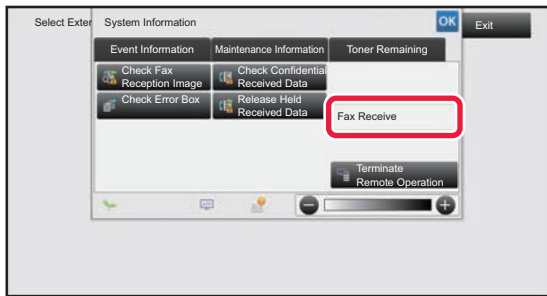 Select Exter
System Information
OK
Exit
Event Information
Maintenance Information
Toner Remaining
Check Fax
Reception Image
Check Confidential
Received Data
Check Error Box
Release Held
Received Data
Fax Receive
Terminate
Remote Operation